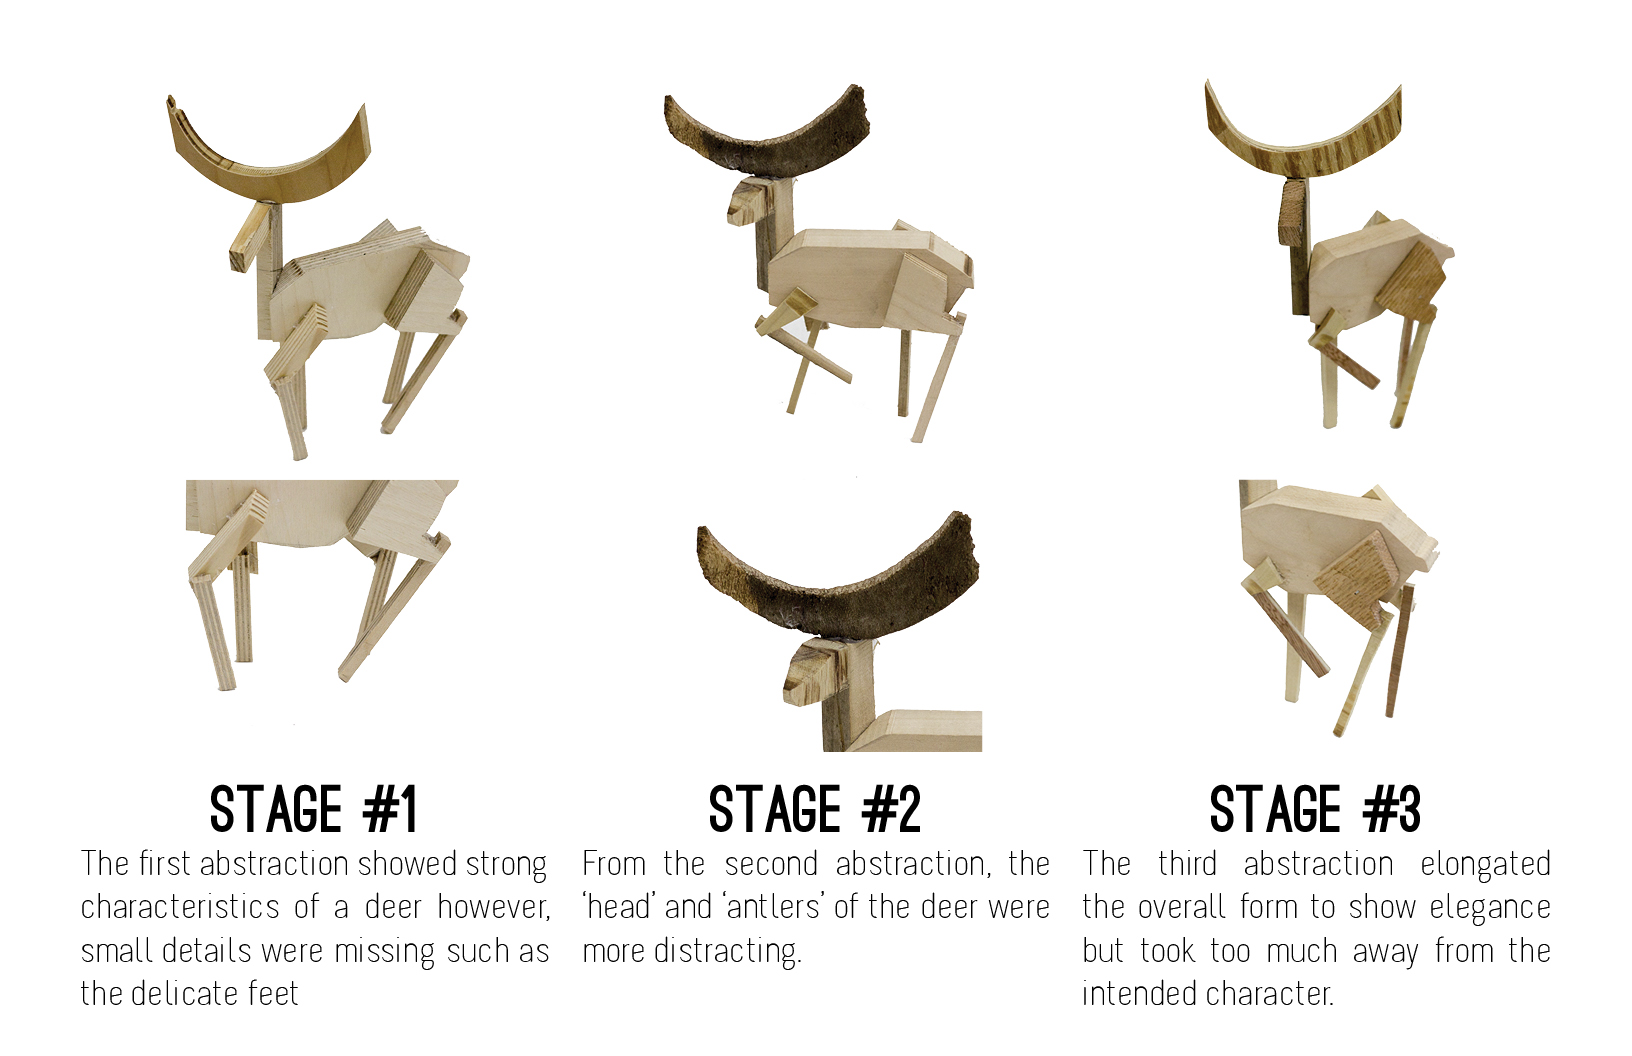 STAGE #1
The first abstraction showed strong
characteristics of a deer however,
small details were missing such as
the delicate feet
STAGE #2
From the second abstraction, the
‘head’ and ‘antlers’ of the deer were
more distracting.
STAGE #3
The third abstraction elongated
the overall form to show elegance
but took too much away from the
intended character.